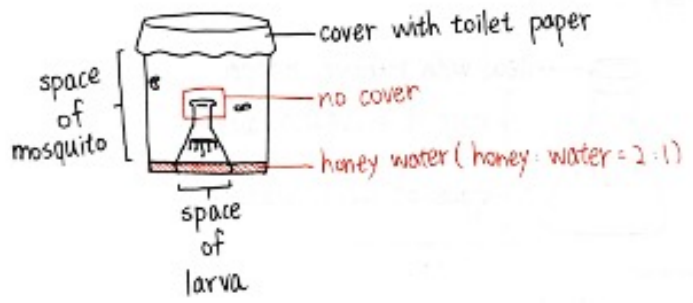 cover with toilet paper
space
of
mosquito
no cover
honey water ( honey : water = 2 : 1 )
space
of
larva